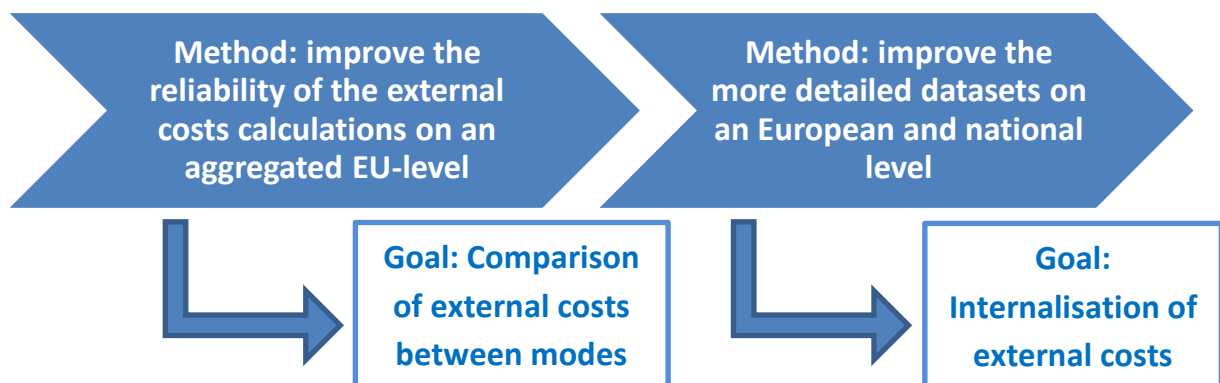 Method: improve the
reliability of the external
costs calculations on an
aggregated EU-level
Method: improve the
more detailed datasets on
an European and national
level
Goal: Comparison
of external costs
between modes
Goal:
Internalisation of
external costs